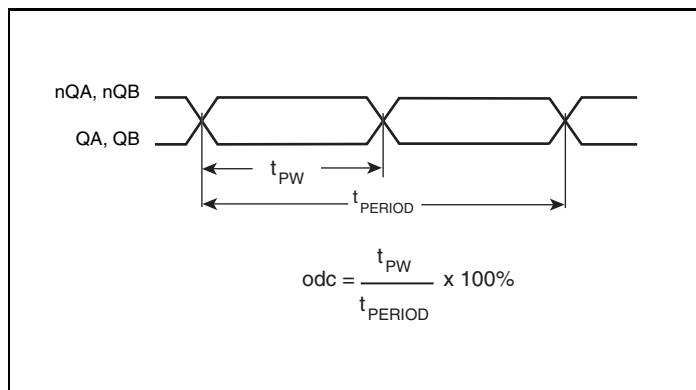 nQA, nQB
QA, QB
tPW
tPERIOD
odc = tPW / tPERIOD x 100%